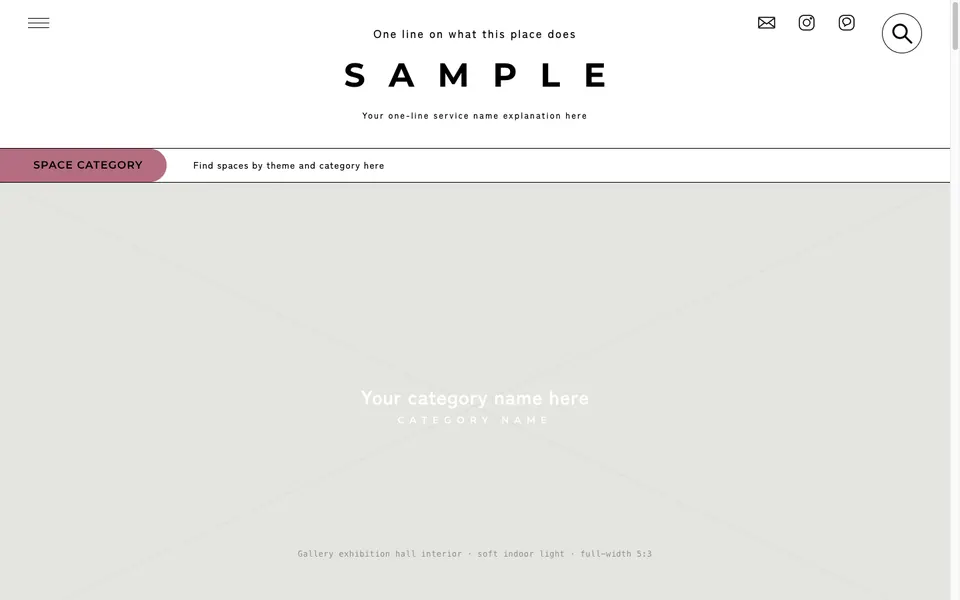 One line on what this place does
SAMPLE
Your one-line service name explanation here
SPACE CATEGORY
Find spaces by theme and category here
Your category name here
CATEGORY NAME
Gallery exhibition hall interior · soft indoor light · full-width 5:3